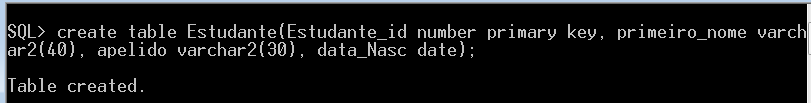 SQL> create table Estudante(Estudante_id number primary key, primeiro_nome varch
ar2(40), apelido varchar2(30), data_Nasc date);
Table created.